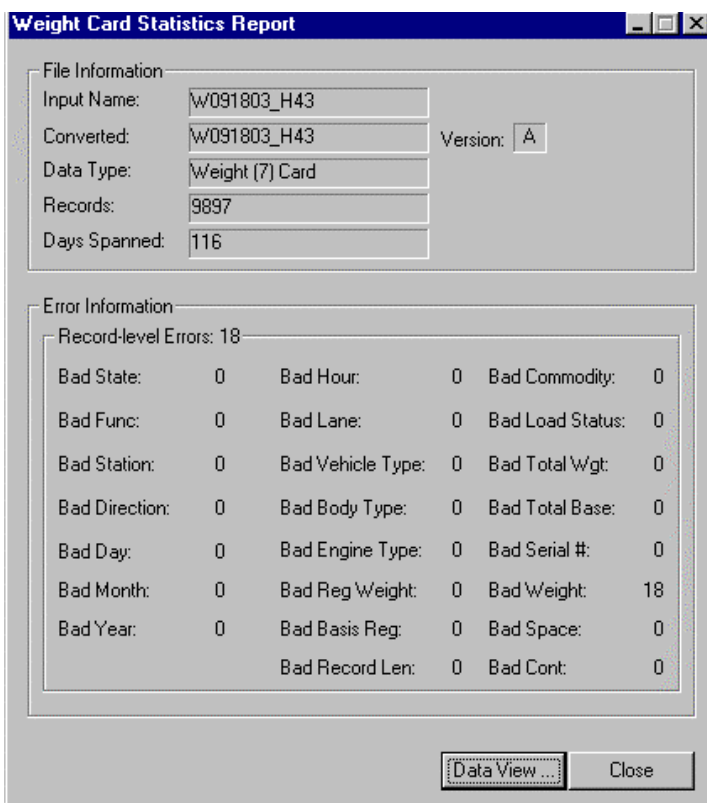 Weight Card Statistics Report
File Information
Input Name: W091803_H43
Converted: W091803_H43 Version: A
Data Type: Weight (7) Card
Records: 9897
Days Spanned: 116
Error Information
Record-level Errors: 18
Bad State: 0 Bad Hour: 0 Bad Commodity: 0
Bad Func: 0 Bad Lane: 0 Bad Load Status: 0
Bad Station: 0 Bad Vehicle Type: 0 Bad Total Wgt: 0
Bad Direction: 0 Bad Body Type: 0 Bad Total Base: 0
Bad Day: 0 Bad Engine Type: 0 Bad Serial #: 0
Bad Month: 0 Bad Reg Weight: 0 Bad Weight: 18
Bad Year: 0 Bad Basis Reg: 0 Bad Space: 0
Bad Record Len: 0 Bad Cont: 0
Data View ... Close